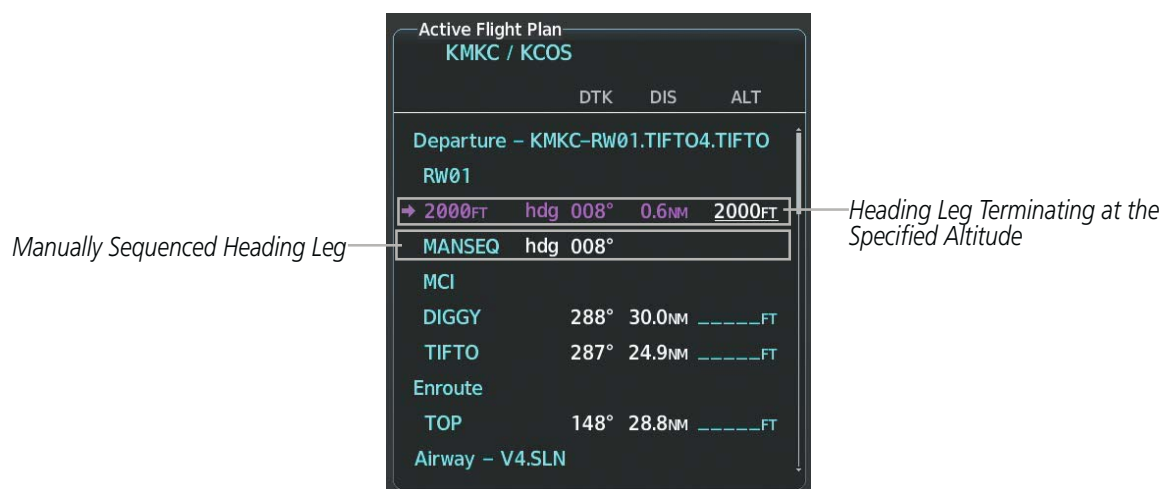 Active Flight Plan
KMKC / KCOS
DTK DIS ALT
Departure – KMKC–RW01.TIFTO4.TIFTO
RW01
2000FT hdg 008° 0.6NM 2000FT
Heading Leg Terminating at the
Specified Altitude
Manually Sequenced Heading Leg
MANSEQ hdg 008°
MCI
DIGGY 288° 30.0NM _____FT
TIFTO 287° 24.9NM _____FT
Enroute
TOP 148° 28.8NM _____FT
Airway – V4.SLN